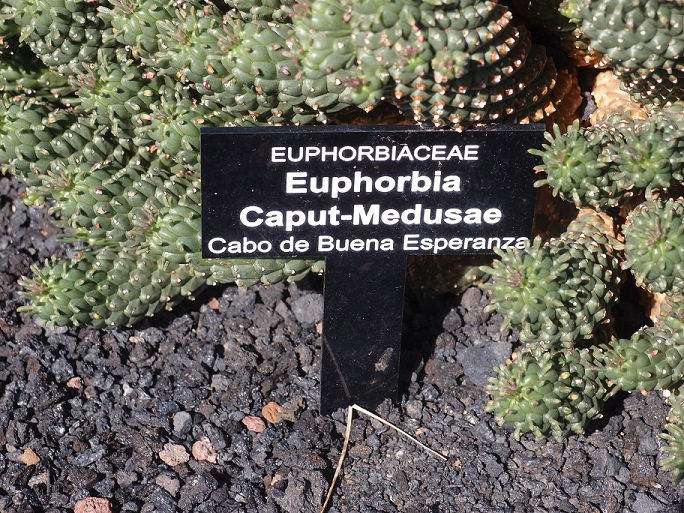 EUPHORBIACEAE
Euphorbia
Caput-Medusae
Cabo de Buena Esperanza